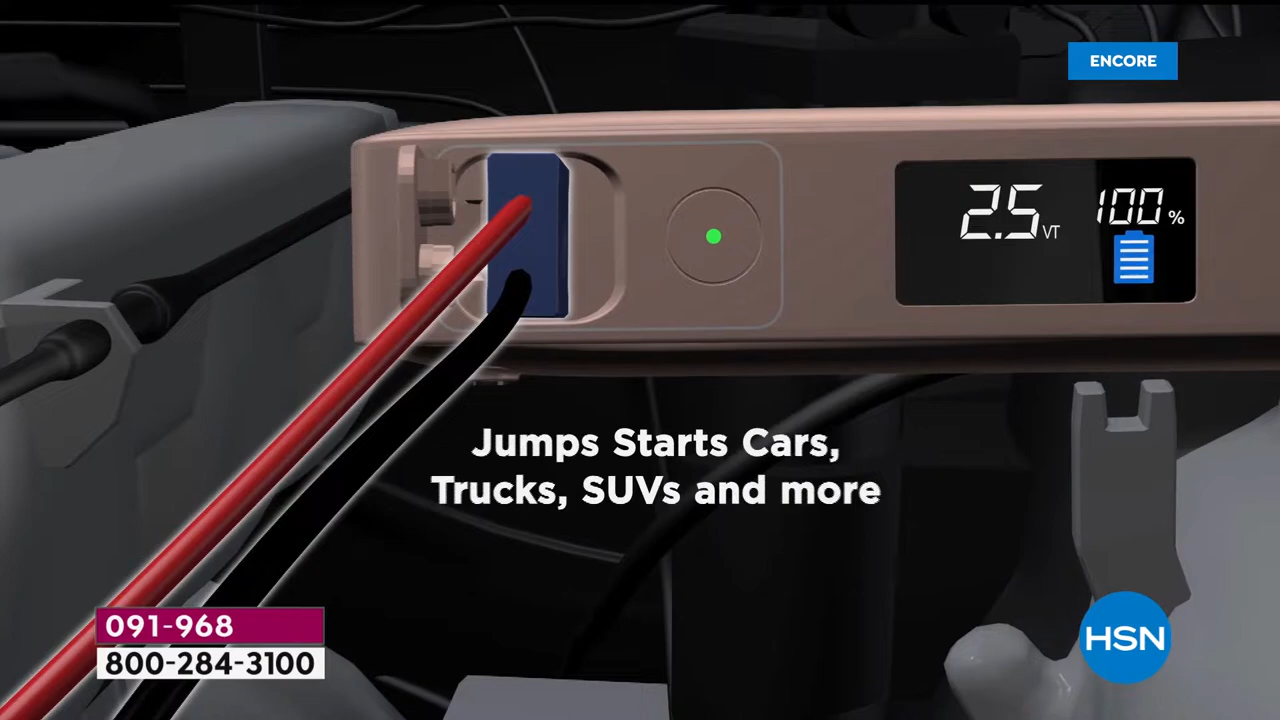 ENCORE
2.5 VT 100 %
Jumps Starts Cars,
Trucks, SUVs and more
091-968
800-284-3100
HSN